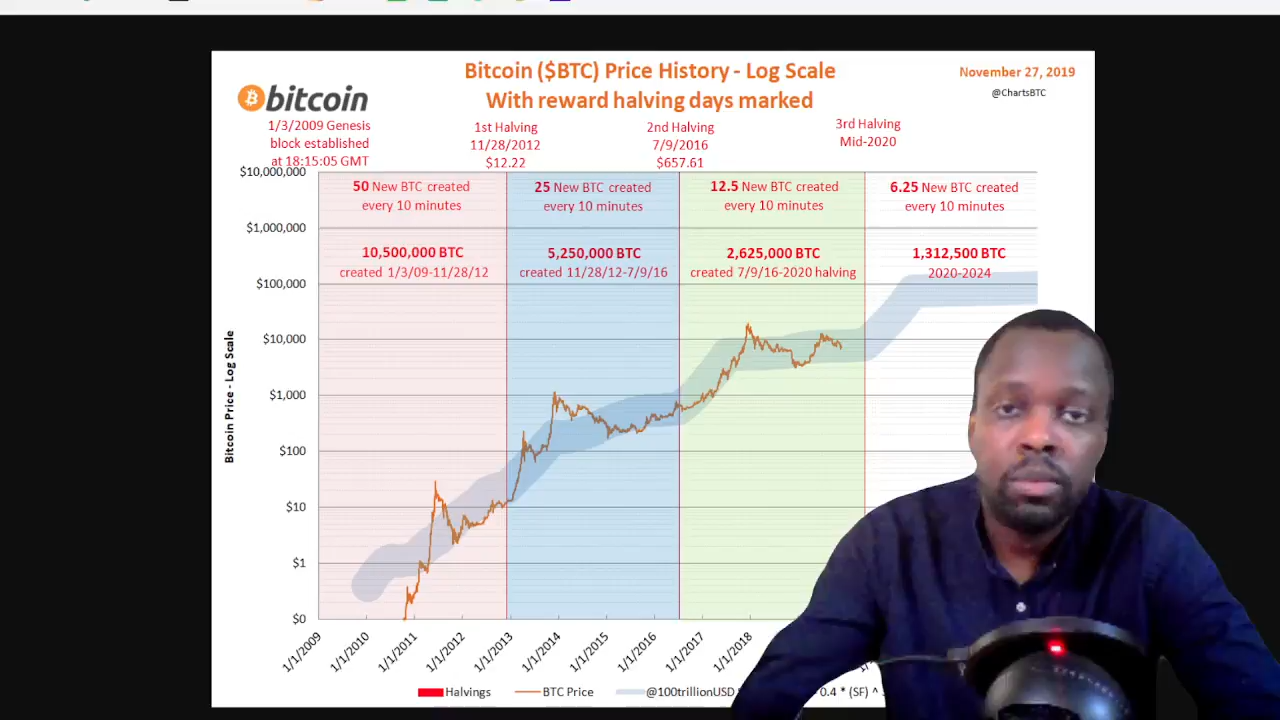 Bitcoin ($BTC) Price History - Log Scale
With reward halving days marked
November 27, 2019
@ChartsBTC
bitcoin
1/3/2009 Genesis
block established
at 18:15:05 GMT
1st Halving
11/28/2012
$12.22
2nd Halving
7/9/2016
$657.61
3rd Halving
Mid-2020
50 New BTC created
every 10 minutes
25 New BTC created
every 10 minutes
12.5 New BTC created
every 10 minutes
6.25 New BTC created
every 10 minutes
10,500,000 BTC
created 1/3/09-11/28/12
5,250,000 BTC
created 11/28/12-7/9/16
2,625,000 BTC
created 7/9/16-2020 halving
1,312,500 BTC
2020-2024
Bitcoin Price - Log Scale
$10,000,000
$1,000,000
$100,000
$10,000
$1,000
$100
$10
$1
$0
1/1/2009
1/1/2010
1/1/2011
1/1/2012
1/1/2013
1/1/2014
1/1/2015
1/1/2016
1/1/2017
1/1/2018
Halvings
BTC Price
@100trillionUSD
0.4 * (SF) ^